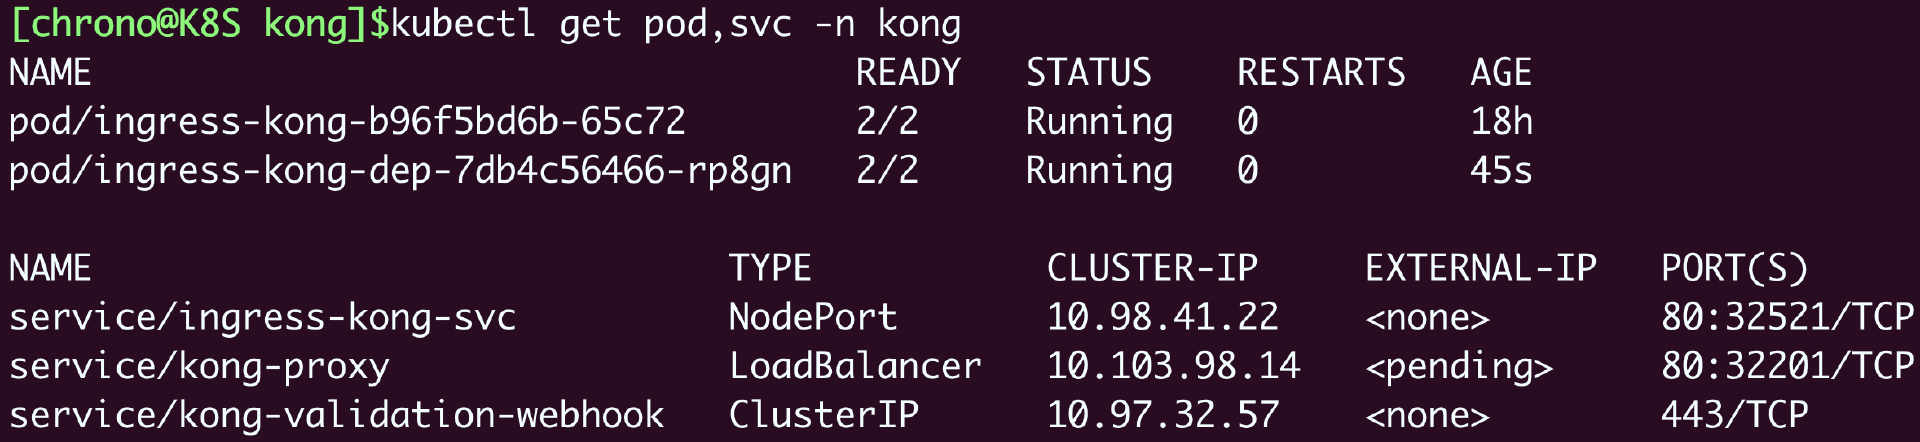 [chrono@K8S kong]$kubectl get pod,svc -n kong
NAME READY STATUS RESTARTS AGE
pod/ingress-kong-b96f5bd6b-65c72 2/2 Running 0 18h
pod/ingress-kong-dep-7db4c56466-rp8gn 2/2 Running 0 45s
NAME TYPE CLUSTER-IP EXTERNAL-IP PORT(S)
service/ingress-kong-svc NodePort 10.98.41.22 <none> 80:32521/TCP
service/kong-proxy LoadBalancer 10.103.98.14 <pending> 80:32201/TCP
service/kong-validation-webhook ClusterIP 10.97.32.57 <none> 443/TCP